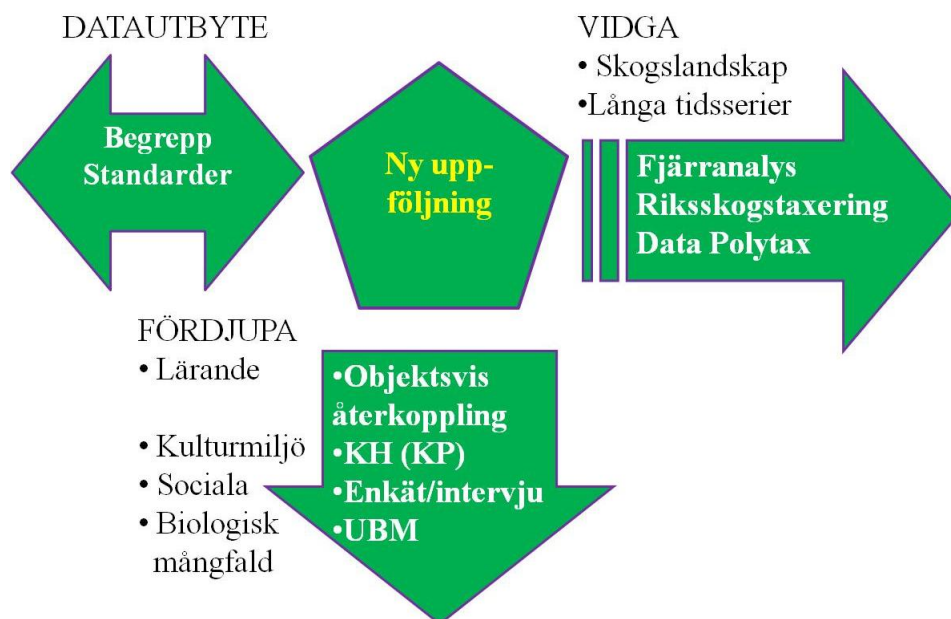 DATAUTBYTE
Begrepp
Standarder
Ny upp-
följning
VIDGA
• Skogslandskap
•Långa tidsserier
Fjärranalys
Riksskogstaxering
Data Polytax
FÖRDJUPA
• Lärande
• Kulturmiljö
• Sociala
• Biologisk
mångfald
•Objektsvis
återkoppling
•KH (KP)
•Enkät/intervju
•UBM